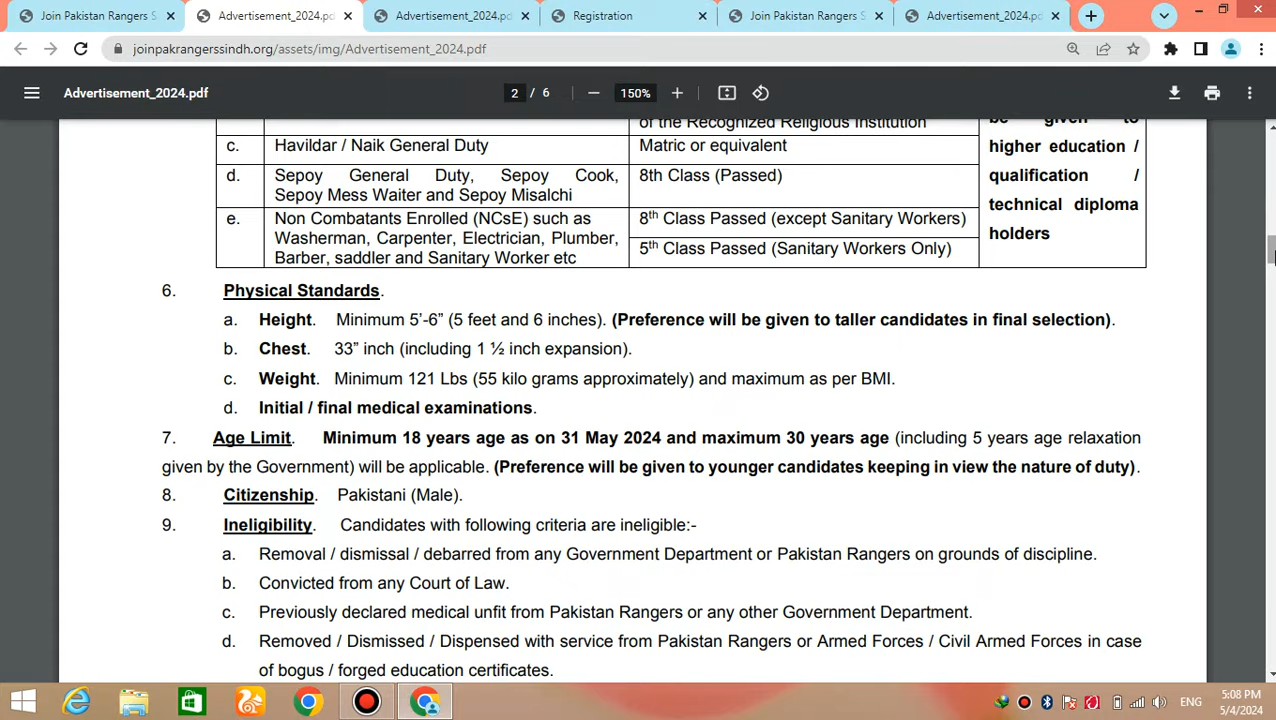 Join Pakistan Rangers S
Advertisement_2024.pd
Advertisement_2024.pd
Registration
Join Pakistan Rangers S
Advertisement_2024.pd
joinpakrangerssindh.org/assets/img/Advertisement_2024.pdf
Advertisement_2024.pdf
2 / 6
150%
of the Recognized Religious Institution
be given to
c. Havildar / Naik General Duty Matric or equivalent
higher education /
d. Sepoy General Duty, Sepoy Cook, 8th Class (Passed)
qualification /
Sepoy Mess Waiter and Sepoy Misalchi
technical diploma
e. Non Combatants Enrolled (NCsE) such as 8th Class Passed (except Sanitary Workers)
holders
Washerman, Carpenter, Electrician, Plumber,
5th Class Passed (Sanitary Workers Only)
Barber, saddler and Sanitary Worker etc
6. Physical Standards.
a. Height. Minimum 5'-6” (5 feet and 6 inches). (Preference will be given to taller candidates in final selection).
b. Chest. 33” inch (including 1 ½ inch expansion).
c. Weight. Minimum 121 Lbs (55 kilo grams approximately) and maximum as per BMI.
d. Initial / final medical examinations.
7. Age Limit. Minimum 18 years age as on 31 May 2024 and maximum 30 years age (including 5 years age relaxation
given by the Government) will be applicable. (Preference will be given to younger candidates keeping in view the nature of duty).
8. Citizenship. Pakistani (Male).
9. Ineligibility. Candidates with following criteria are ineligible:-
a. Removal / dismissal / debarred from any Government Department or Pakistan Rangers on grounds of discipline.
b. Convicted from any Court of Law.
c. Previously declared medical unfit from Pakistan Rangers or any other Government Department.
d. Removed / Dismissed / Dispensed with service from Pakistan Rangers or Armed Forces / Civil Armed Forces in case
of bogus / forged education certificates.
ENG
5:08 PM
5/4/2024